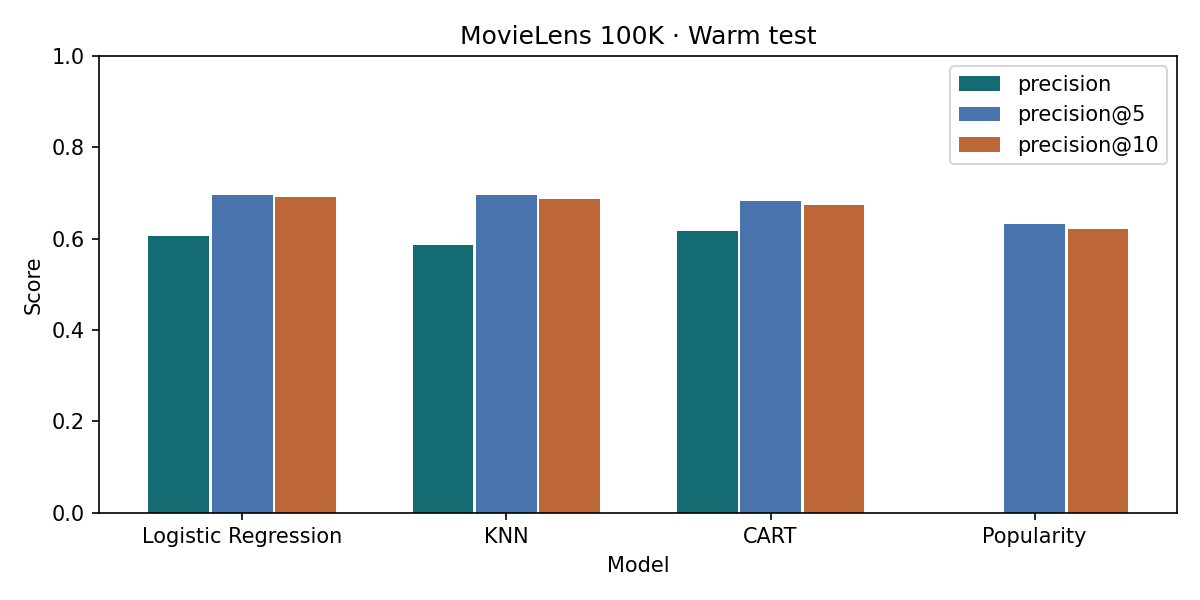 MovieLens 100K · Warm test
precision
precision@5
precision@10
1.0
0.8
0.6
0.4
0.2
0.0
Score
Logistic Regression
KNN
CART
Popularity
Model